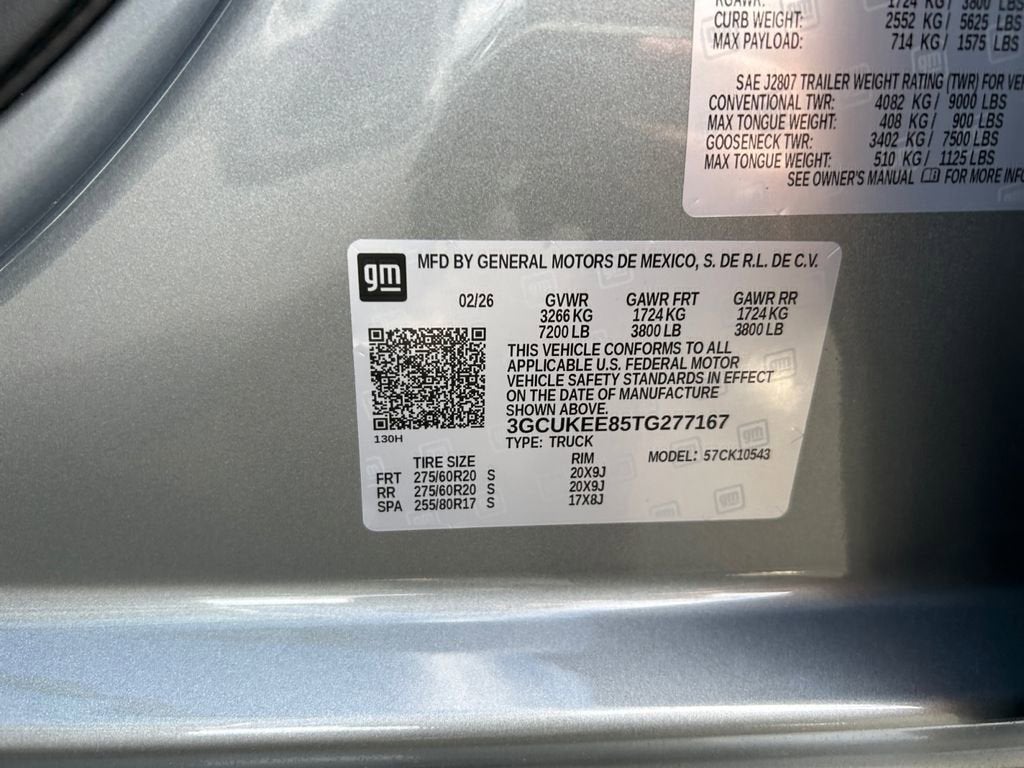 RGAWR: 1724 KG / 3800 LBS
CURB WEIGHT: 2552 KG / 5625 LBS
MAX PAYLOAD: 714 KG / 1575 LBS
SAE J2807 TRAILER WEIGHT RATING (TWR) FOR
CONVENTIONAL TWR: 4082 KG / 9000 LBS
MAX TONGUE WEIGHT: 408 KG / 900 LBS
GOOSENECK TWR: 3402 KG / 7500 LBS
MAX TONGUE WEIGHT: 510 KG / 1125 LBS
SEE OWNER'S MANUAL FOR MORE
gm
MFD BY GENERAL MOTORS DE MEXICO, S. DE R.L. DE C.V.
02/26 GVWR GAWR FRT GAWR RR
3266 KG 1724 KG 1724 KG
7200 LB 3800 LB 3800 LB
THIS VEHICLE CONFORMS TO ALL
APPLICABLE U.S. FEDERAL MOTOR
VEHICLE SAFETY STANDARDS IN EFFECT
ON THE DATE OF MANUFACTURE
SHOWN ABOVE.
3GCUKEE85TG277167
130H
TYPE: TRUCK
MODEL: 57CK10543
TIRE SIZE RIM
FRT 275/60R20 S 20X9J
RR 275/60R20 S 20X9J
SPA 255/80R17 S 17X8J